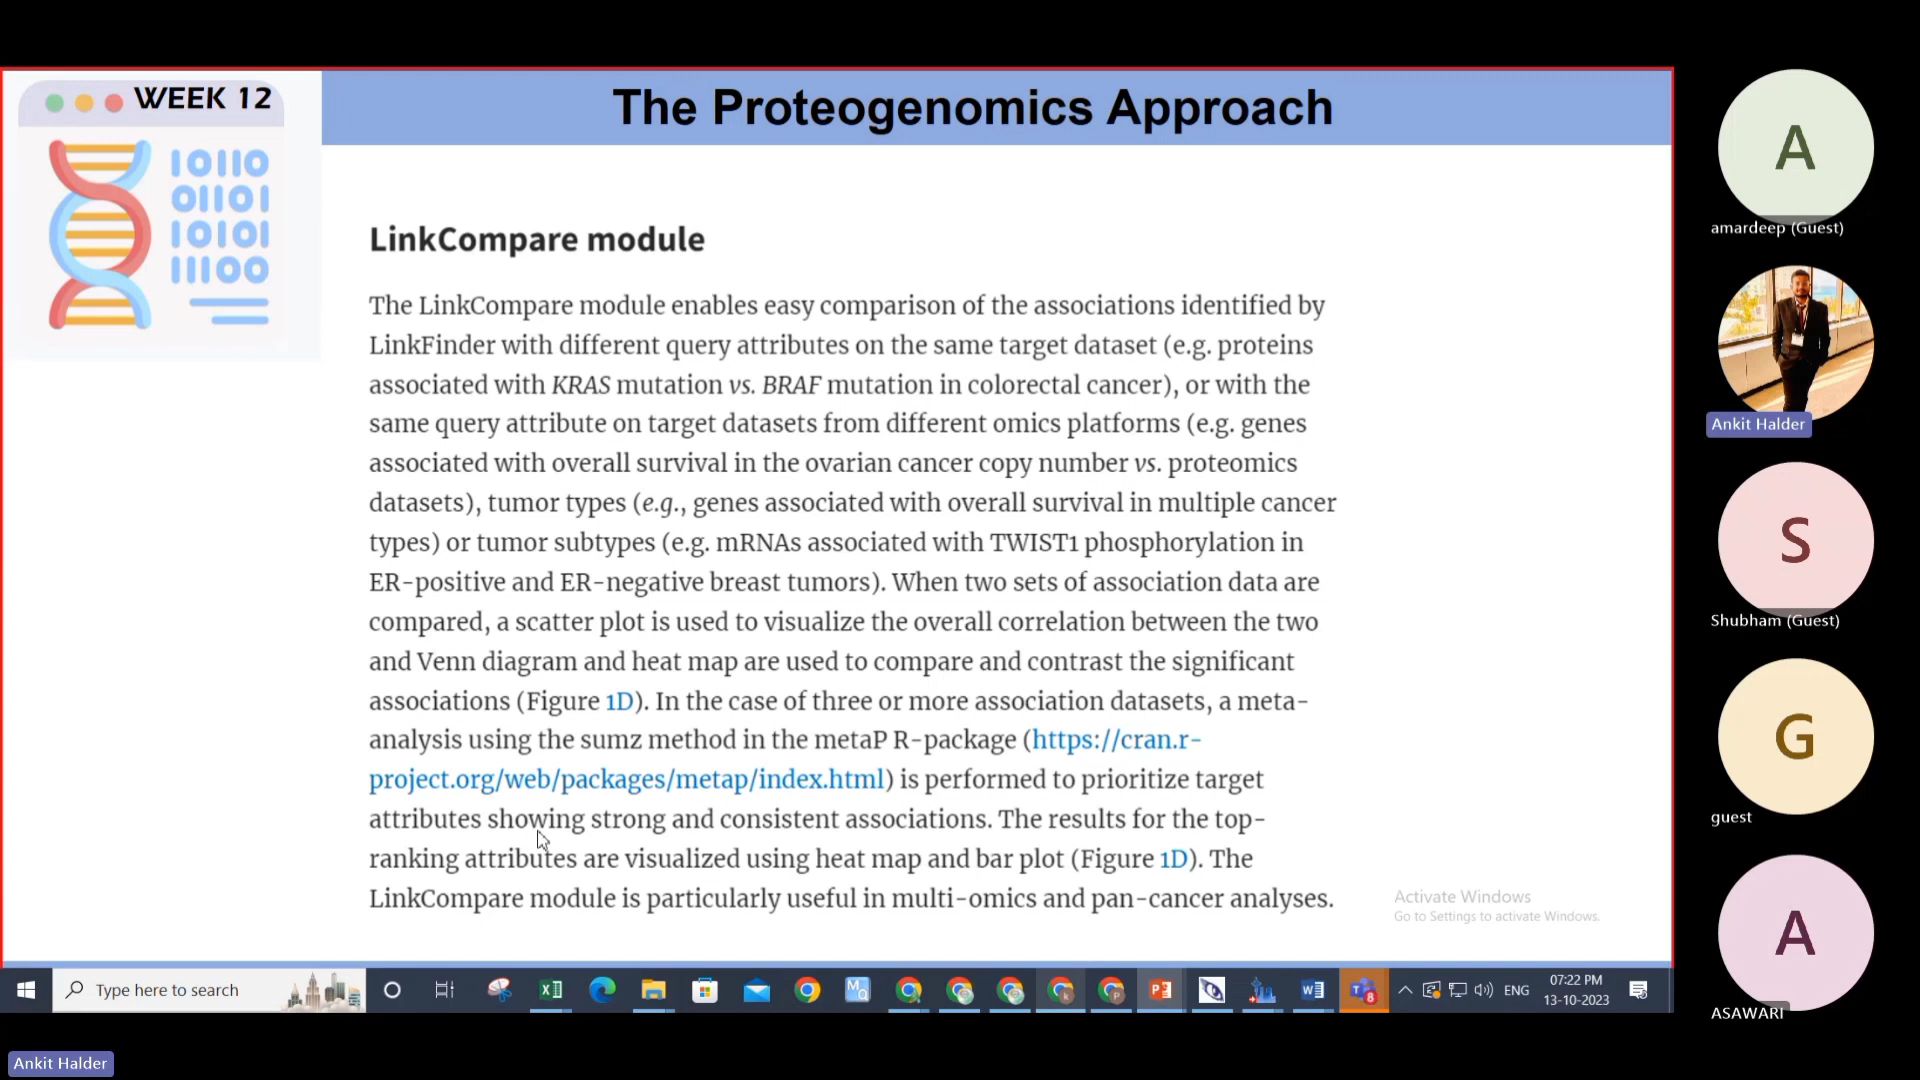 WEEK 12
10110
01101
10101
11100
The Proteogenomics Approach
LinkCompare module
The LinkCompare module enables easy comparison of the associations identified by
LinkFinder with different query attributes on the same target dataset (e.g. proteins
associated with KRAS mutation vs. BRAF mutation in colorectal cancer), or with the
same query attribute on target datasets from different omics platforms (e.g. genes
associated with overall survival in the ovarian cancer copy number vs. proteomics
datasets), tumor types (e.g., genes associated with overall survival in multiple cancer
types) or tumor subtypes (e.g. mRNAs associated with TWIST1 phosphorylation in
ER-positive and ER-negative breast tumors). When two sets of association data are
compared, a scatter plot is used to visualize the overall correlation between the two
and Venn diagram and heat map are used to compare and contrast the significant
associations (Figure 1D). In the case of three or more association datasets, a meta-
analysis using the sumz method in the metaP R-package (https://cran.r-
project.org/web/packages/metap/index.html) is performed to prioritize target
attributes showing strong and consistent associations. The results for the top-
ranking attributes are visualized using heat map and bar plot (Figure 1D). The
LinkCompare module is particularly useful in multi-omics and pan-cancer analyses.
Activate Windows
Go to Settings to activate Windows.
Type here to search
ENG
07:22 PM
13-10-2023
8
A
amardeep (Guest)
Ankit Halder
S
Shubham (Guest)
G
guest
A
ASAWARI
Ankit Halder